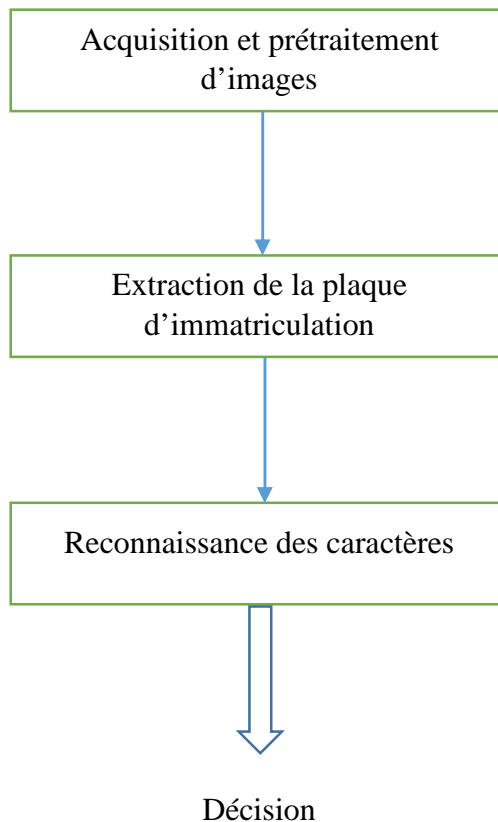 Acquisition et prétraitement
d’images
Extraction de la plaque
d’immatriculation
Reconnaissance des caractères
Décision